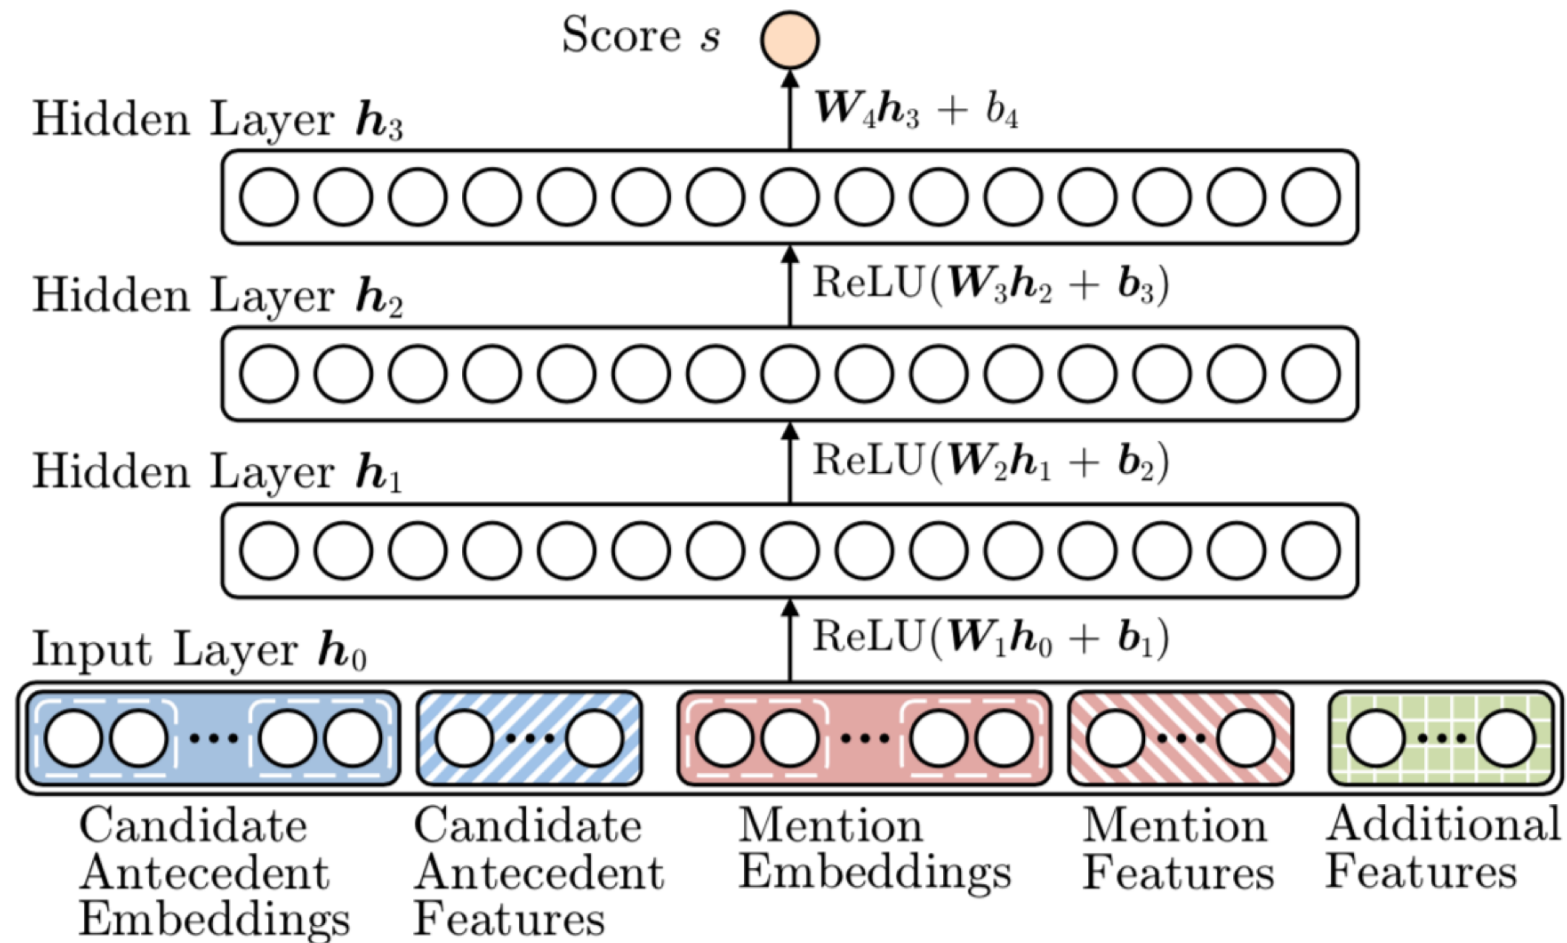 Score s
W₄h₃ + b₄
Hidden Layer h₃
ReLU(W₃h₂ + b₃)
Hidden Layer h₂
ReLU(W₂h₁ + b₂)
Hidden Layer h₁
ReLU(W₁h₀ + b₁)
Input Layer h₀
Candidate
Antecedent
Embeddings
Candidate
Antecedent
Features
Mention
Embeddings
Mention
Features
Additional
Features